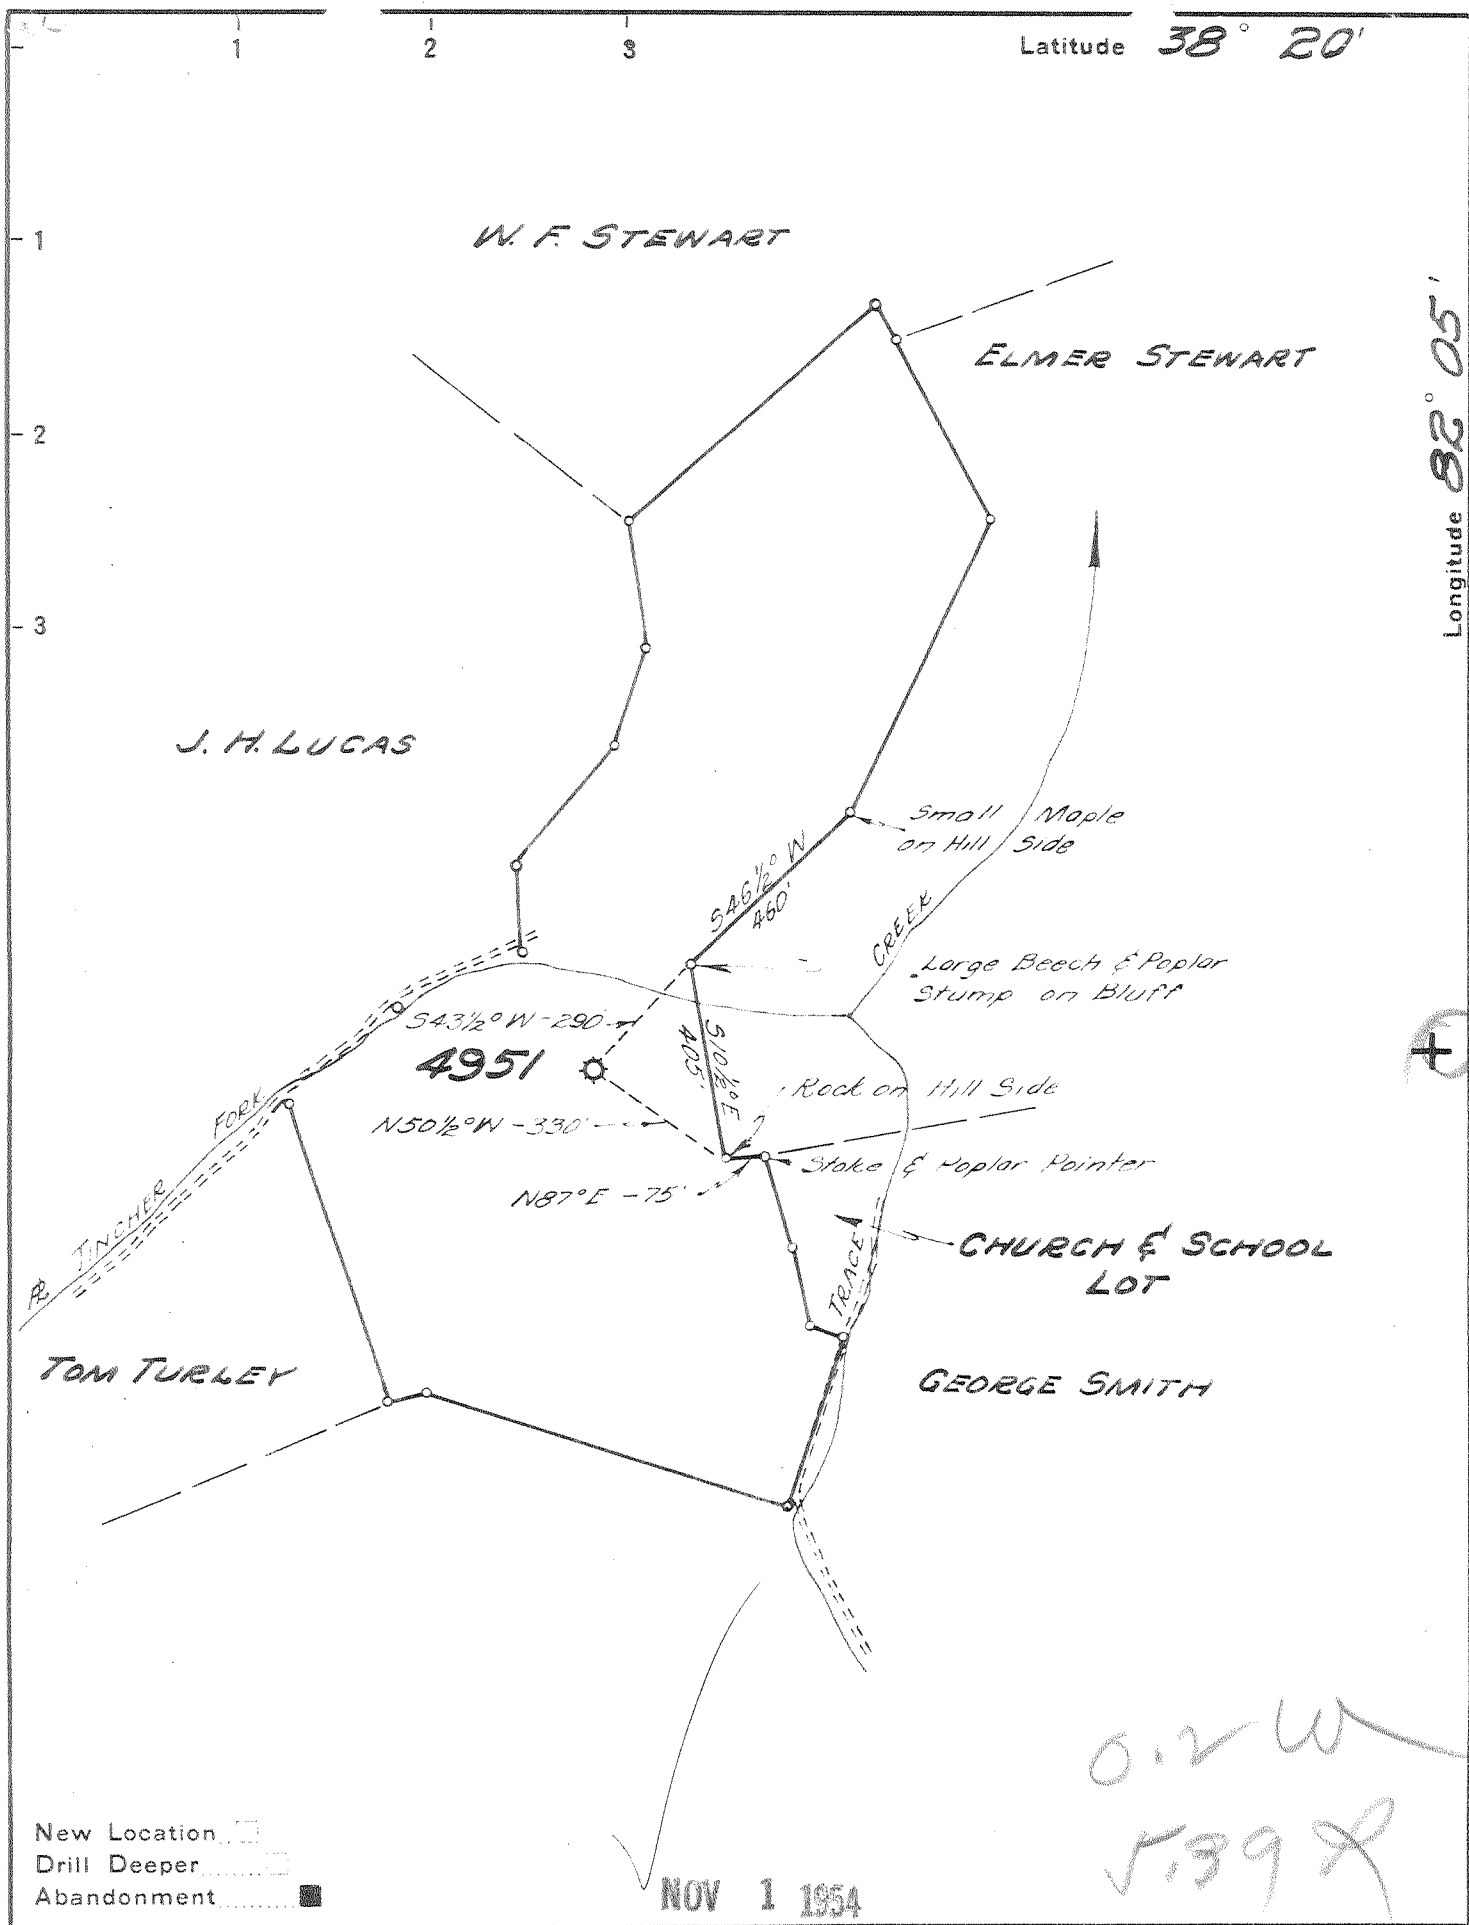 1 2 3
Latitude 38° 20'
1
W. F. STEWART
Longitude 82° 05'
ELMER STEWART
2
3
J. H. LUCAS
Small Maple
on Hill Side
S46½° W
460'
CREEK
Large Beech & Poplar
Stump on Bluff
S43½° W - 290'
4951
S10½° E
405'
Rock on Hill Side
+
FORK
N50½° W - 330'
Stake & Poplar Pointer
N87° E - 75'
TINCHER
TRACE
CHURCH & SCHOOL
LOT
TOM TURLEY
GEORGE SMITH
0.2 W
New Location
Drill Deeper
Abandonment
NOV 1 1954